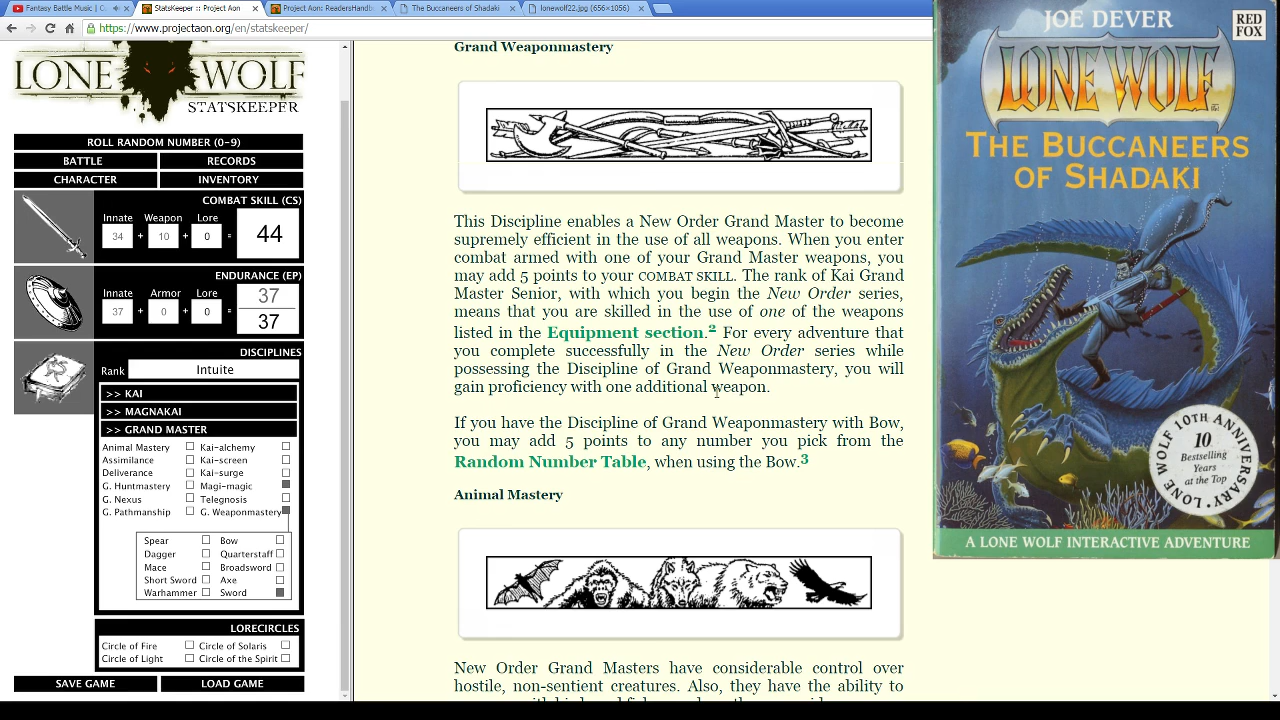 Fantasy Battle Music | C
StatsKeeper :: Project Aon
Project Aon: ReadersHandb
The Buccaneers of Shadaki
lonewolf22.jpg (656×1056)
https://www.projectaon.org/en/statskeeper/
LONE WOLF
STATSKEEPER
ROLL RANDOM NUMBER (0-9)
BATTLE RECORDS
CHARACTER INVENTORY
COMBAT SKILL (CS)
Innate Weapon Lore
34 + 10 + 0 = 44
ENDURANCE (EP)
Innate Armor Lore 37
37 + 0 + 0 = 37
DISCIPLINES
Rank Intuite
>> KAI
>> MAGNAKAI
>> GRAND MASTER
Animal Mastery Kai-alchemy
Assimilance Kai-screen
Deliverance Kai-surge
G. Huntmastery Magi-magic
G. Nexus Telegnosis
G. Pathmanship G. Weaponmastery
Spear Bow
Dagger Quarterstaff
Mace Broadsword
Short Sword Axe
Warhammer Sword
LORECIRCLES
Circle of Fire Circle of Solaris
Circle of Light Circle of the Spirit
SAVE GAME LOAD GAME
Grand Weaponmastery
This Discipline enables a New Order Grand Master to become
supremely efficient in the use of all weapons. When you enter
combat armed with one of your Grand Master weapons, you
may add 5 points to your COMBAT SKILL. The rank of Kai Grand
Master Senior, with which you begin the New Order series,
means that you are skilled in the use of one of the weapons
listed in the Equipment section.2 For every adventure that
you complete successfully in the New Order series while
possessing the Discipline of Grand Weaponmastery, you will
gain proficiency with one additional weapon.
If you have the Discipline of Grand Weaponmastery with Bow,
you may add 5 points to any number you pick from the
Random Number Table, when using the Bow.3
Animal Mastery
New Order Grand Masters have considerable control over
hostile, non-sentient creatures. Also, they have the ability to
JOE DEVER
RED
FOX
LONE WOLF
THE BUCCANEERS
OF SHADAKI
LONE WOLF 10TH ANNIVERSARY
10
Bestselling
Years
at the Top
A LONE WOLF INTERACTIVE ADVENTURE